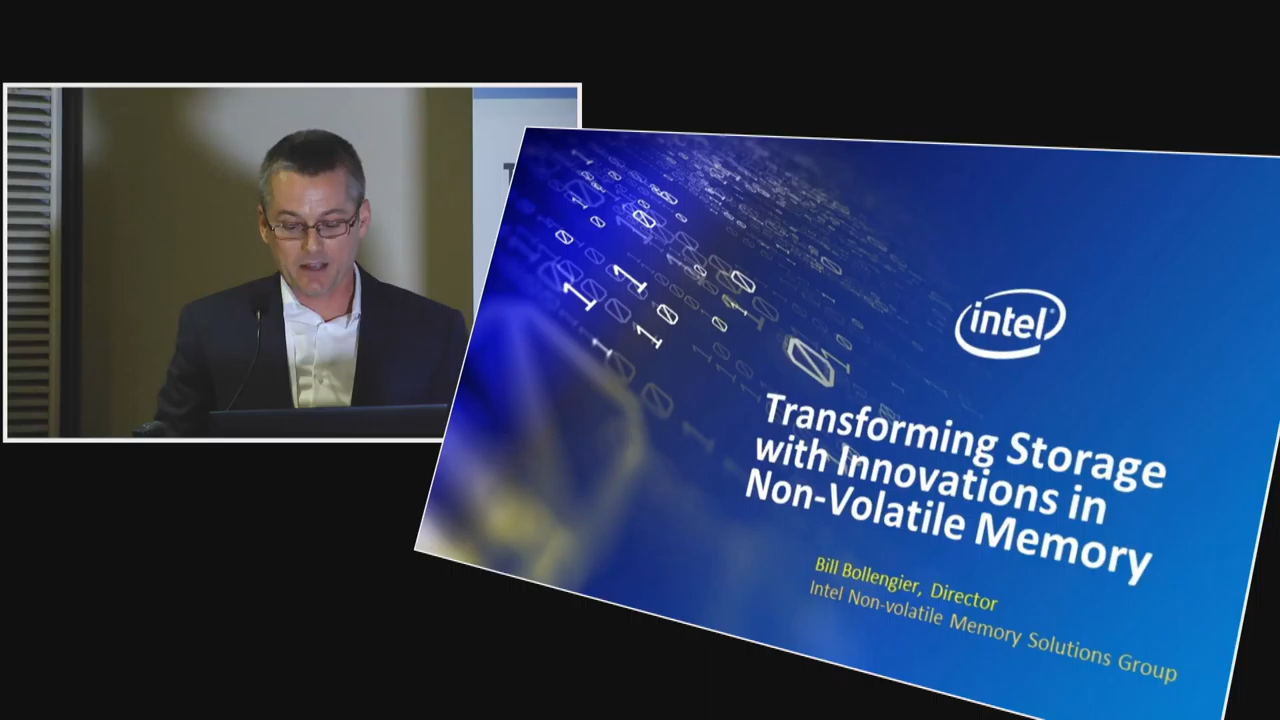 intel
Transforming Storage
with Innovations in
Non-Volatile Memory
Bill Bollengier, Director
Intel Non-volatile Memory Solutions Group